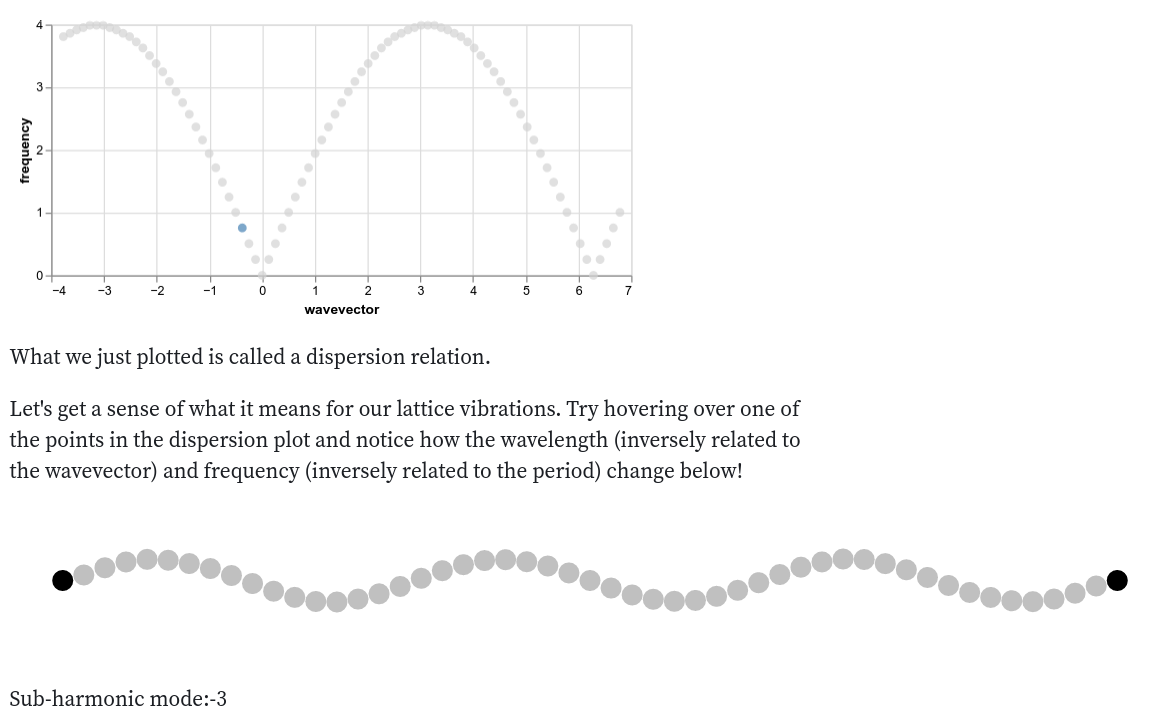 4
3
2
1
0
frequency
−4 −3 −2 −1 0 1 2 3 4 5 6 7
wavevector
What we just plotted is called a dispersion relation.
Let's get a sense of what it means for our lattice vibrations. Try hovering over one of
the points in the dispersion plot and notice how the wavelength (inversely related to
the wavevector) and frequency (inversely related to the period) change below!
Sub-harmonic mode:-3